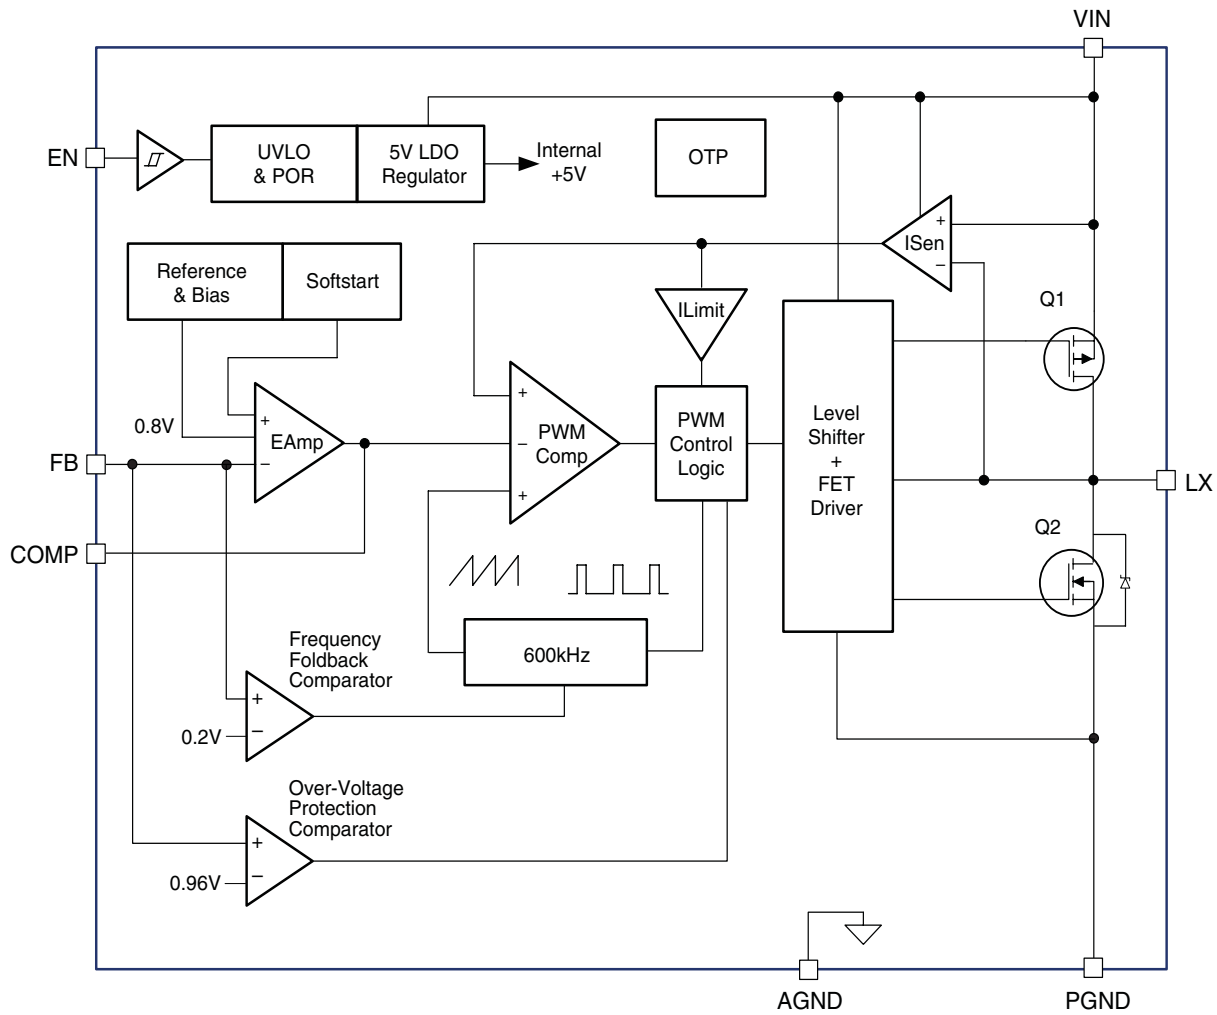 VIN
EN
UVLO
& POR
5V LDO
Regulator
Internal
+5V
OTP
Reference
& Bias
Softstart
+
ISen
−
ILimit
Q1
0.8V
+
EAmp
−
FB
COMP
+
−
PWM
Comp
+
PWM
Control
Logic
Level
Shifter
+
FET
Driver
LX
Q2
600kHz
Frequency
Foldback
Comparator
+
−
0.2V
Over-Voltage
Protection
Comparator
+
−
0.96V
AGND
PGND